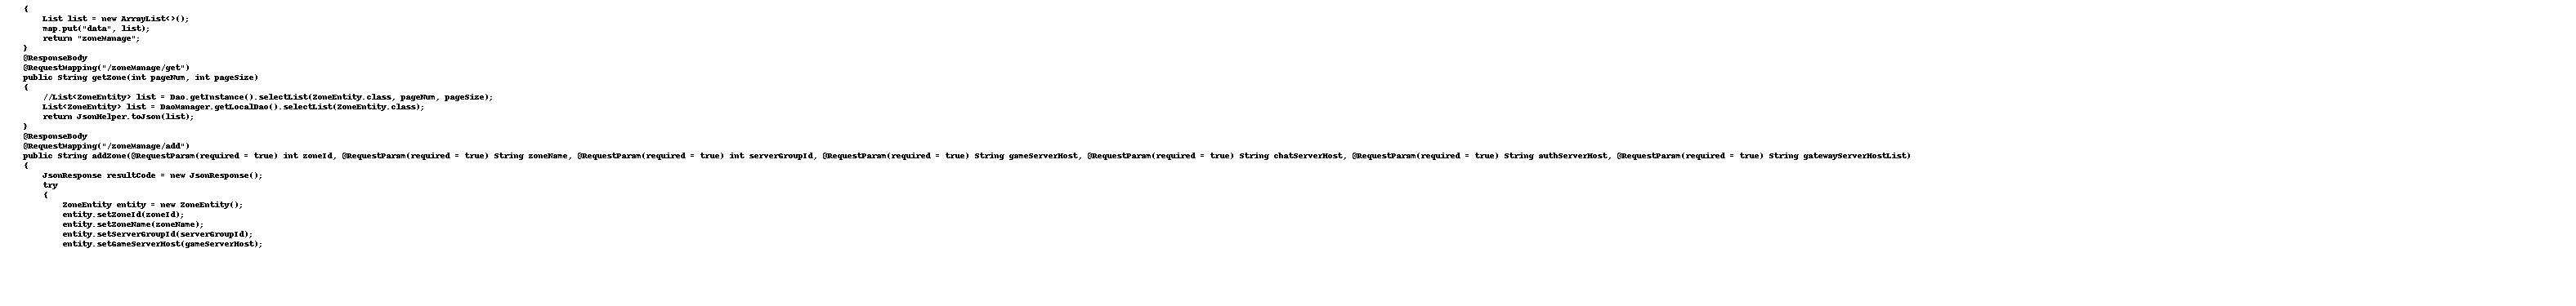 {
List list = new ArrayList<>();
map.put("data", list);
return "zoneManage";
}
@ResponseBody
@RequestMapping("/zoneManage/get")
public String getZone(int pageNum, int pageSize)
{
//List<ZoneEntity> list = Dao.getInstance().selectList(ZoneEntity.class, pageNum, pageSize);
List<ZoneEntity> list = DaoManager.getLocalDao().selectList(ZoneEntity.class);
return JsonHelper.toJson(list);
}
@ResponseBody
@RequestMapping("/zoneManage/add")
public String addZone(@RequestParam(required = true) int zoneId, @RequestParam(required = true) String zoneName, @RequestParam(required = true) int serverGroupId, @RequestParam(required = true) String gameServerHost, @RequestParam(required = true) String chatServerHost, @RequestParam(required = true) String authServerHost, @RequestParam(required = true) String gatewayServerHostList)
{
JsonResponse resultCode = new JsonResponse();
try
{
ZoneEntity entity = new ZoneEntity();
entity.setZoneId(zoneId);
entity.setZoneName(zoneName);
entity.setServerGroupId(serverGroupId);
entity.setGameServerHost(gameServerHost);